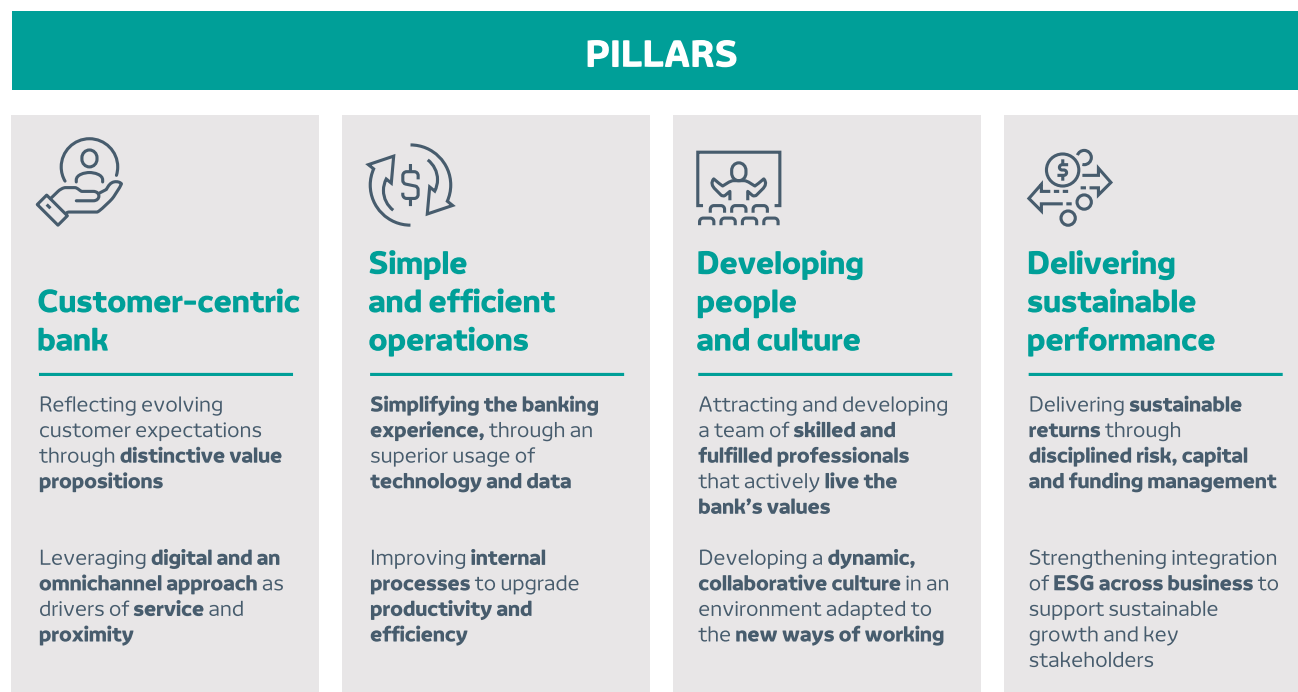 PILLARS
Customer-centric
bank
Reflecting evolving
customer expectations
through distinctive value
propositions
Leveraging digital and an
omnichannel approach as
drivers of service and
proximity
$
Simple
and efficient
operations
Simplifying the banking
experience, through an
superior usage of
technology and data
Improving internal
processes to upgrade
productivity and
efficiency
Developing
people
and culture
Attracting and developing
a team of skilled and
fulfilled professionals
that actively live the
bank's values
Developing a dynamic,
collaborative culture in an
environment adapted to
the new ways of working
$
Delivering
sustainable
performance
Delivering sustainable
returns through
disciplined risk, capital
and funding management
Strengthening integration
of ESG across business to
support sustainable
growth and key
stakeholders